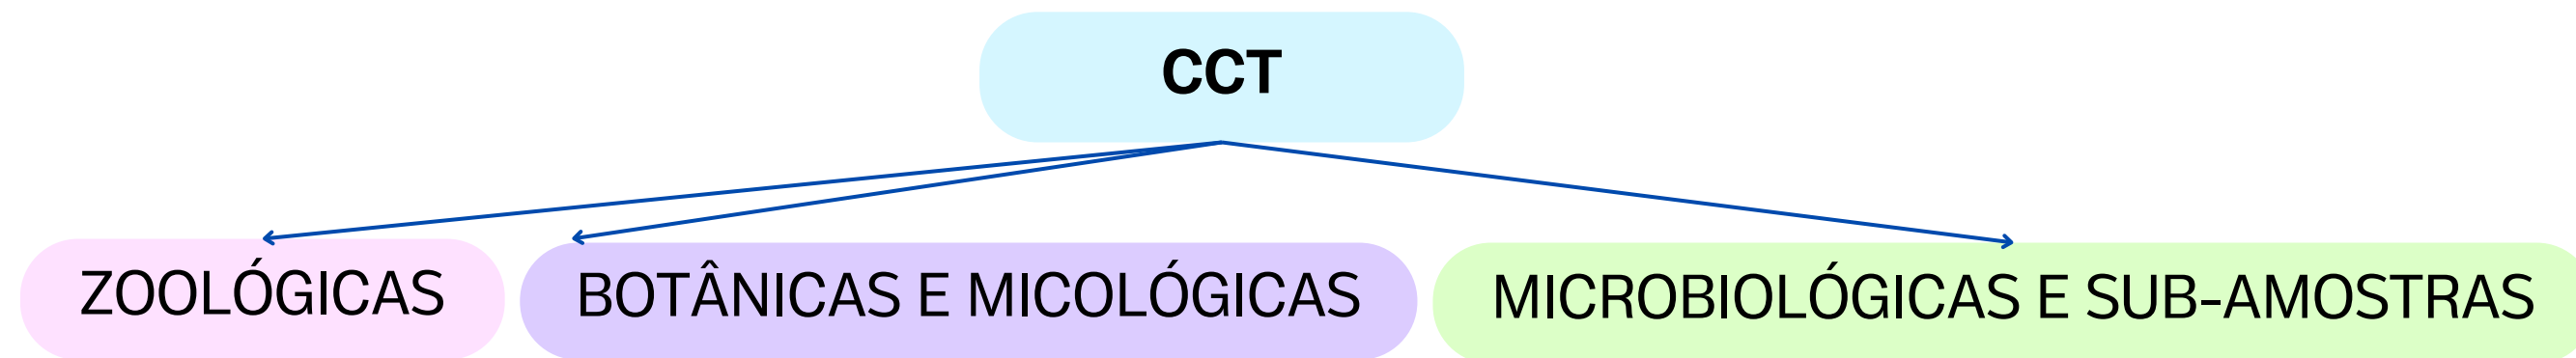 CCT
ZOOLÓGICAS
BOTÂNICAS E MICOLÓGICAS
MICROBIOLÓGICAS E SUB-AMOSTRAS